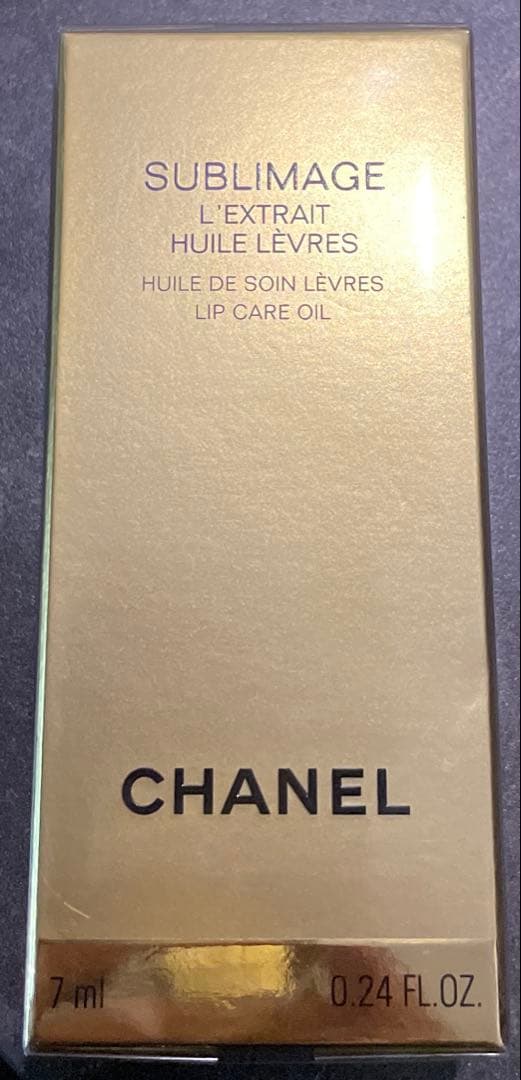 SUBLIMAGE
L'EXTRAIT
HUILE LÈVRES
HUILE DE SOIN LÈVRES
LIP CARE OIL
CHANEL
7 ml 0.24 FL.OZ.